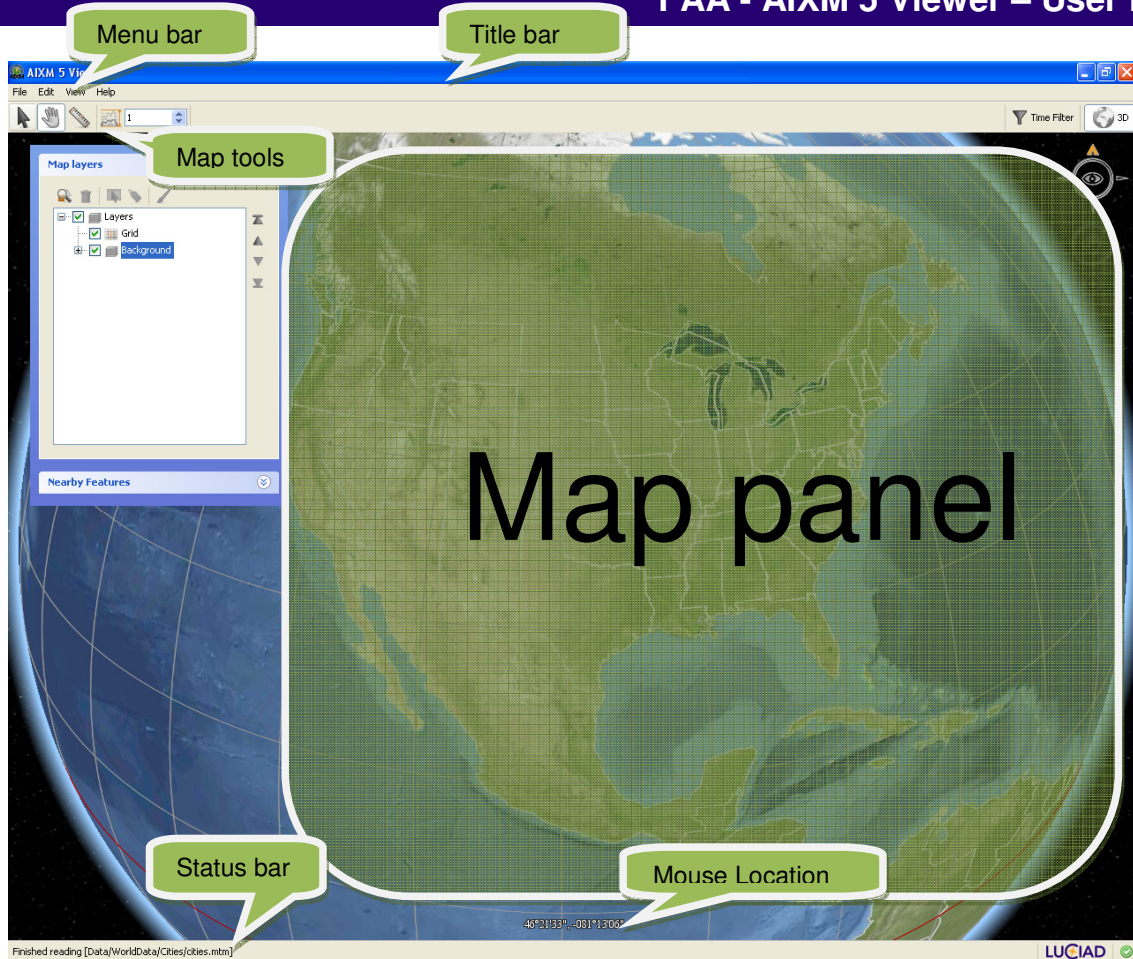 FAA - AIXM 5 Viewer – User
Menu bar
Title bar
AIXM 5 Vie
File Edit View Help
1
Time Filter
3D
Map tools
Map layers
Layers
Grid
Background
Nearby Features
Map panel
Status bar
Mouse Location
46°21'33", -081°13'06"
Finished reading [Data/WorldData/Cities/cities.mtm]
LUCIAD